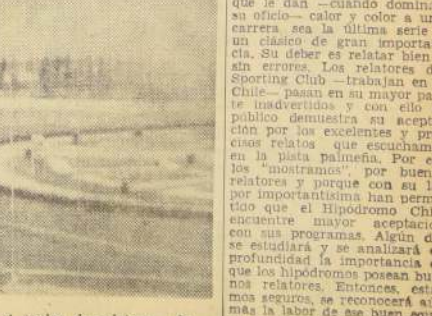 que le dan —cuando domina
su oficio— calor y color a un
carrera sea la última serie
un clásico de gran importa
cia. Su deber es relatar bien
sin errores. Los relatores d
Sporting Club —trabajan en
Chile— pasan en su mayor pa
te inadvertidos y con ello
público demuestra su acept
ción por los excelentes y pr
cisos relatos que escucham
en la pista palmeña. Por e
los "mostramos", por buen
relatores y porque con su l
por importantísima han perm
tido que el Hipódromo Chi
encuentre mayor aceptació
con sus programas. Algún d
se estudiará y se analizará e
profundidad la importancia d
que los hipódromos posean bu
nos relatores. Entonces, esta
mos seguros, se reconocerá aú
más la labor de ese buen equi